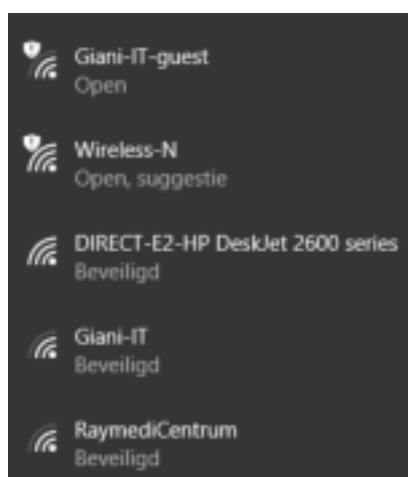 Giani-IT-guest
Open
Wireless-N
Open, suggestie
DIRECT-E2-HP DeskJet 2600 series
Beveiligd
Giani-IT
Beveiligd
RaymediCentrum
Beveiligd